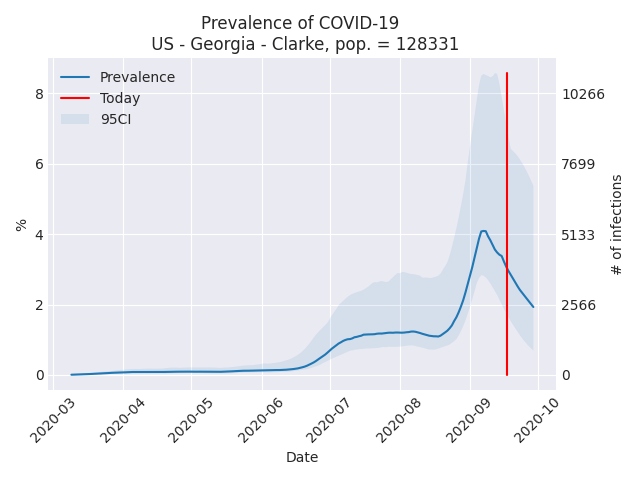 Prevalence of COVID-19
US - Georgia - Clarke, pop. = 128331
Prevalence
Today
95CI
8
6
4
2
0
%
10266
7699
5133
2566
0
# of infections
2020-03
2020-04
2020-05
2020-06
2020-07
2020-08
2020-09
2020-10
Date